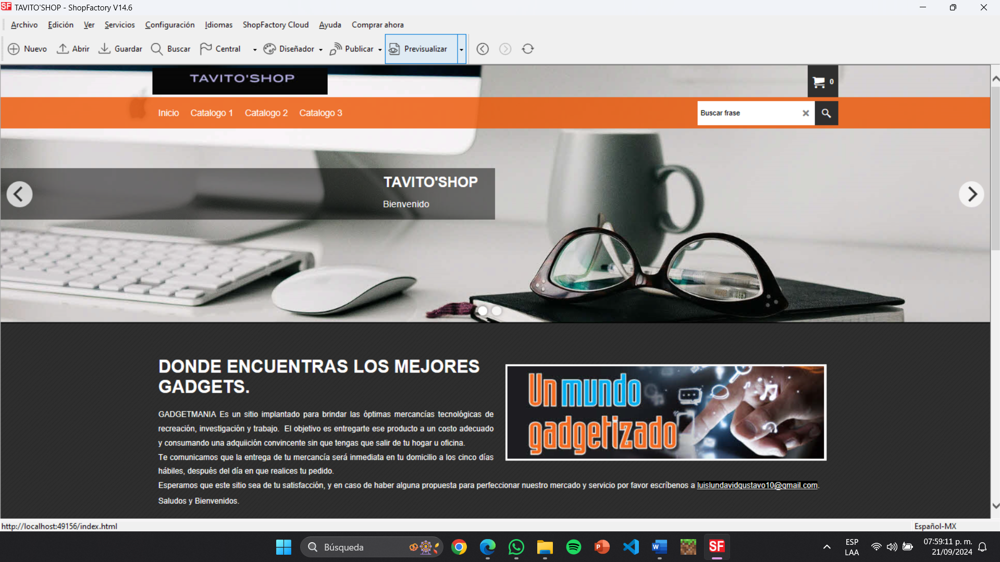 TAVITO'SHOP - ShopFactory V14.6
Archivo Edición Ver Servicios Configuración Idiomas ShopFactory Cloud Ayuda Comprar ahora
Nuevo Abrir Guardar Buscar Central Diseñador Publicar Previsualizar
TAVITO'SHOP
0
Inicio Catalogo 1 Catalogo 2 Catalogo 3
Buscar frase
TAVITO'SHOP
Bienvenido
DONDE ENCUENTRAS LOS MEJORES
GADGETS.
Un mundo
gadgetizado
GADGETMANIA Es un sitio implantado para brindar las óptimas mercancías tecnológicas de
recreación, investigación y trabajo. El objetivo es entregarte ese producto a un costo adecuado
y consumando una adquiición convincente sin que tengas que salir de tu hogar u oficina.
Te comunicamos que la entrega de tu mercancía será inmediata en tu domicilio a los cinco días
hábiles, después del día en que realices tu pedido.
Esperamos que este sitio sea de tu satisfacción, y en caso de haber alguna propuesta para perfeccionar nuestro mercado y servicio por favor escríbenos a luislundavidgustavo10@gmail.com.
Saludos y Bienvenidos.
http://localhost:49156/index.html
Español-MX
Búsqueda
ESP
LAA
07:59:11 p. m.
21/09/2024